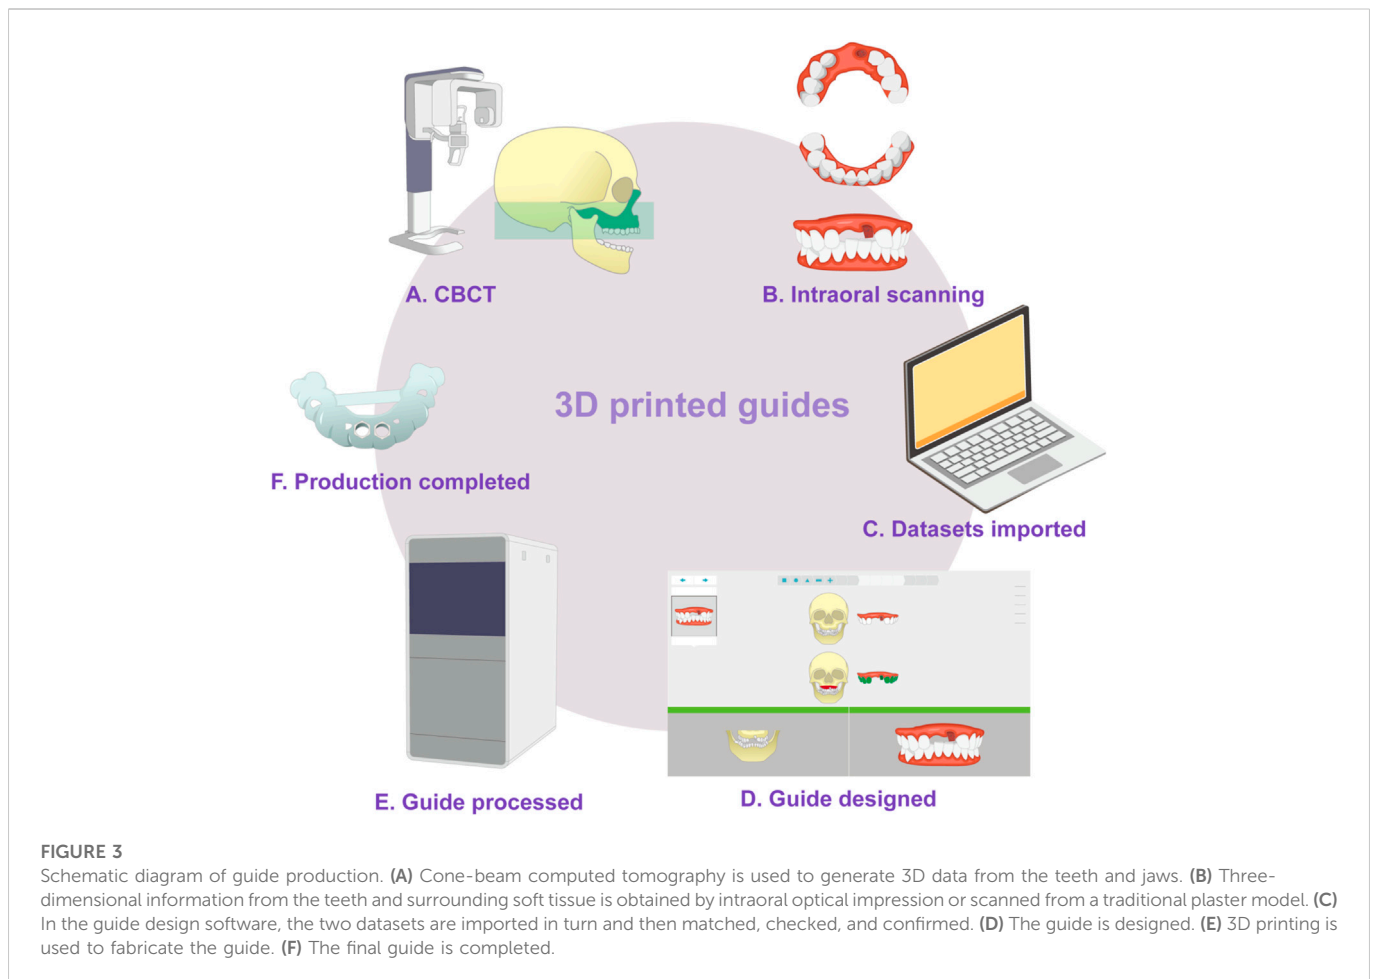 A. CBCT
B. Intraoral scanning
3D printed guides
F. Production completed
C. Datasets imported
E. Guide processed
D. Guide designed
FIGURE 3
Schematic diagram of guide production. (A) Cone-beam computed tomography is used to generate 3D data from the teeth and jaws. (B) Three-
dimensional information from the teeth and surrounding soft tissue is obtained by intraoral optical impression or scanned from a traditional plaster model. (C)
In the guide design software, the two datasets are imported in turn and then matched, checked, and confirmed. (D) The guide is designed. (E) 3D printing is
used to fabricate the guide. (F) The final guide is completed.